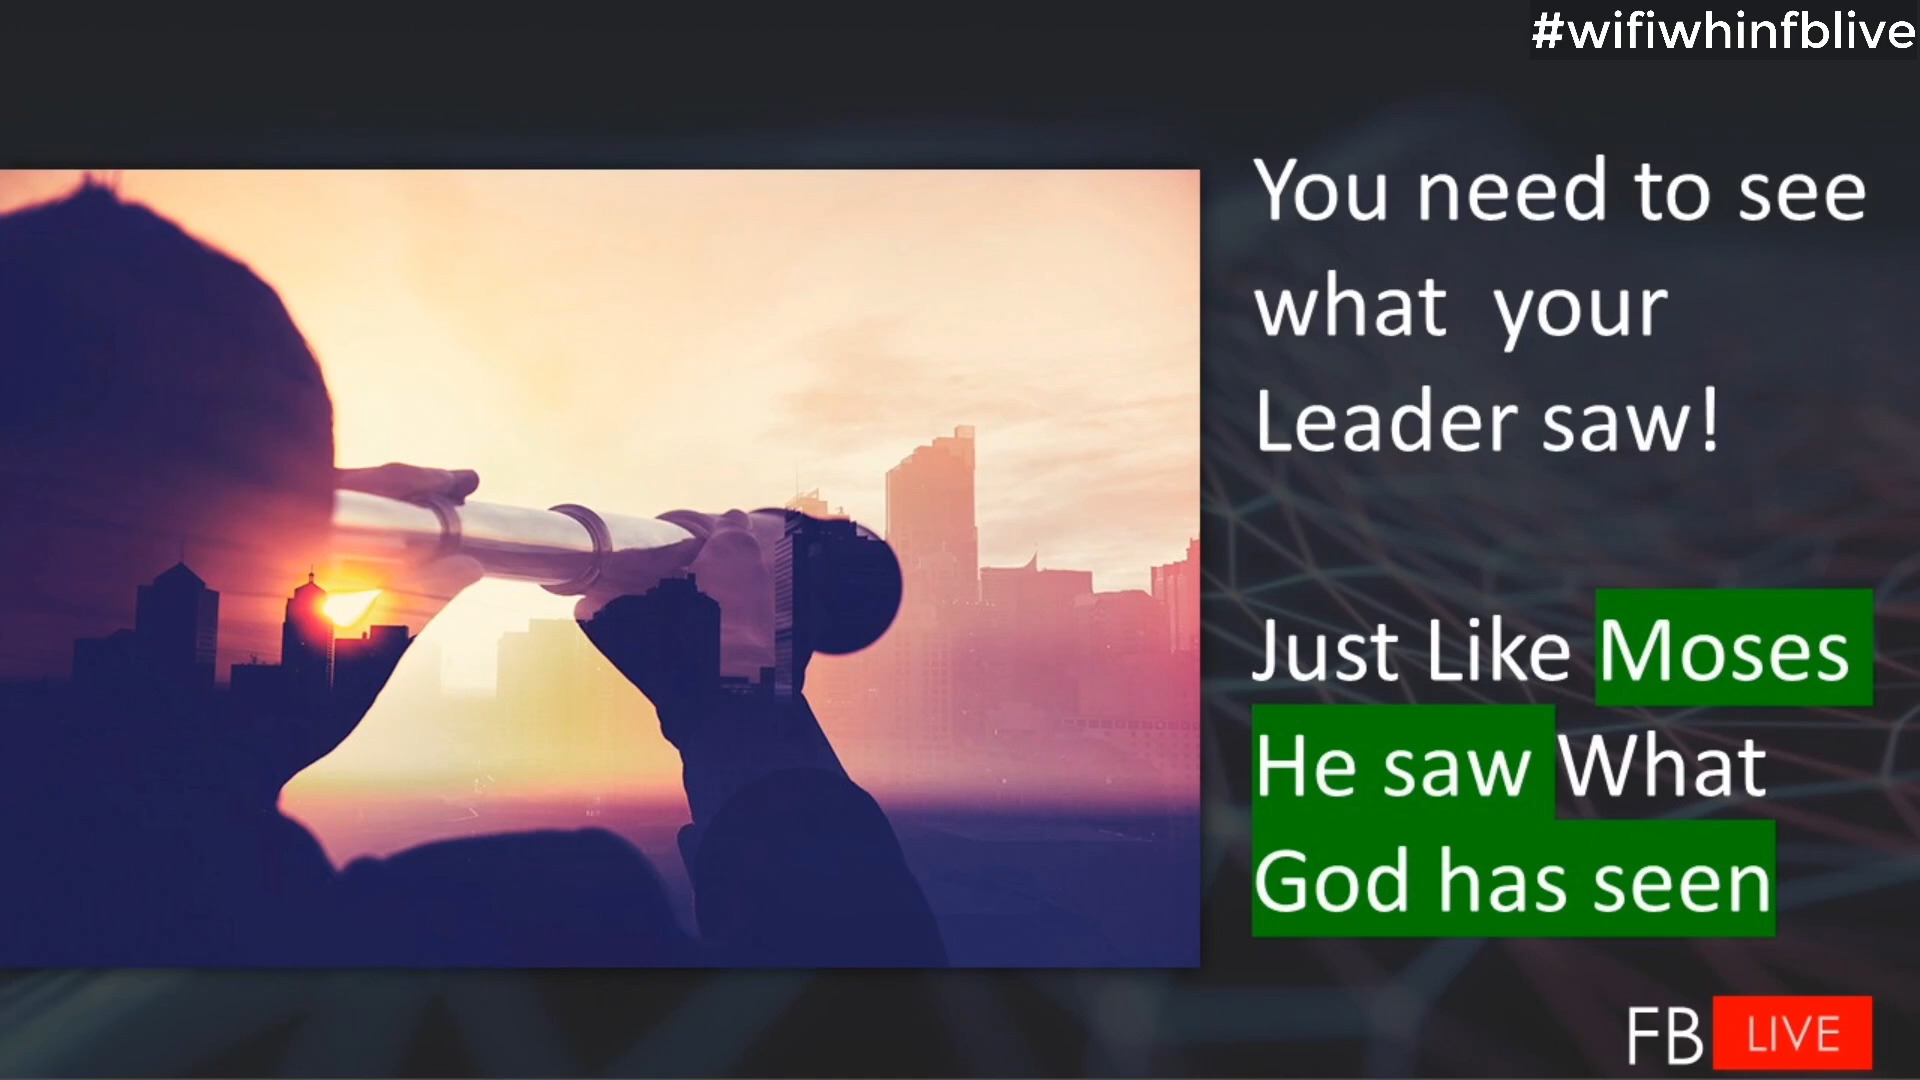 #wifiwhinfblive
You need to see
what your
Leader saw!
Just Like Moses
He saw What
God has seen
FB LIVE